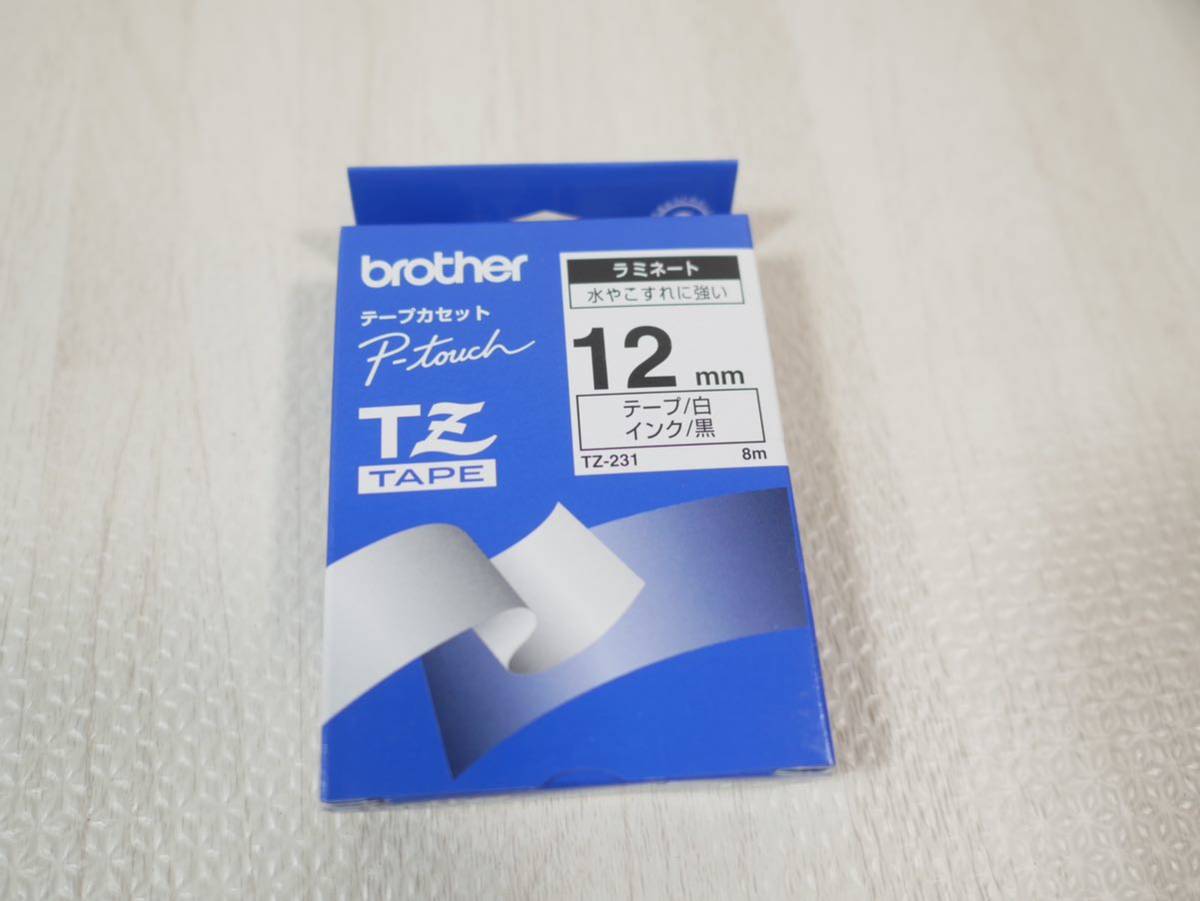 brother
テープカセット
P-touch
TZ
TAPE
ラミネート
水やこすれに強い
12 mm
テープ/白
インク/黒
TZ-231 8m